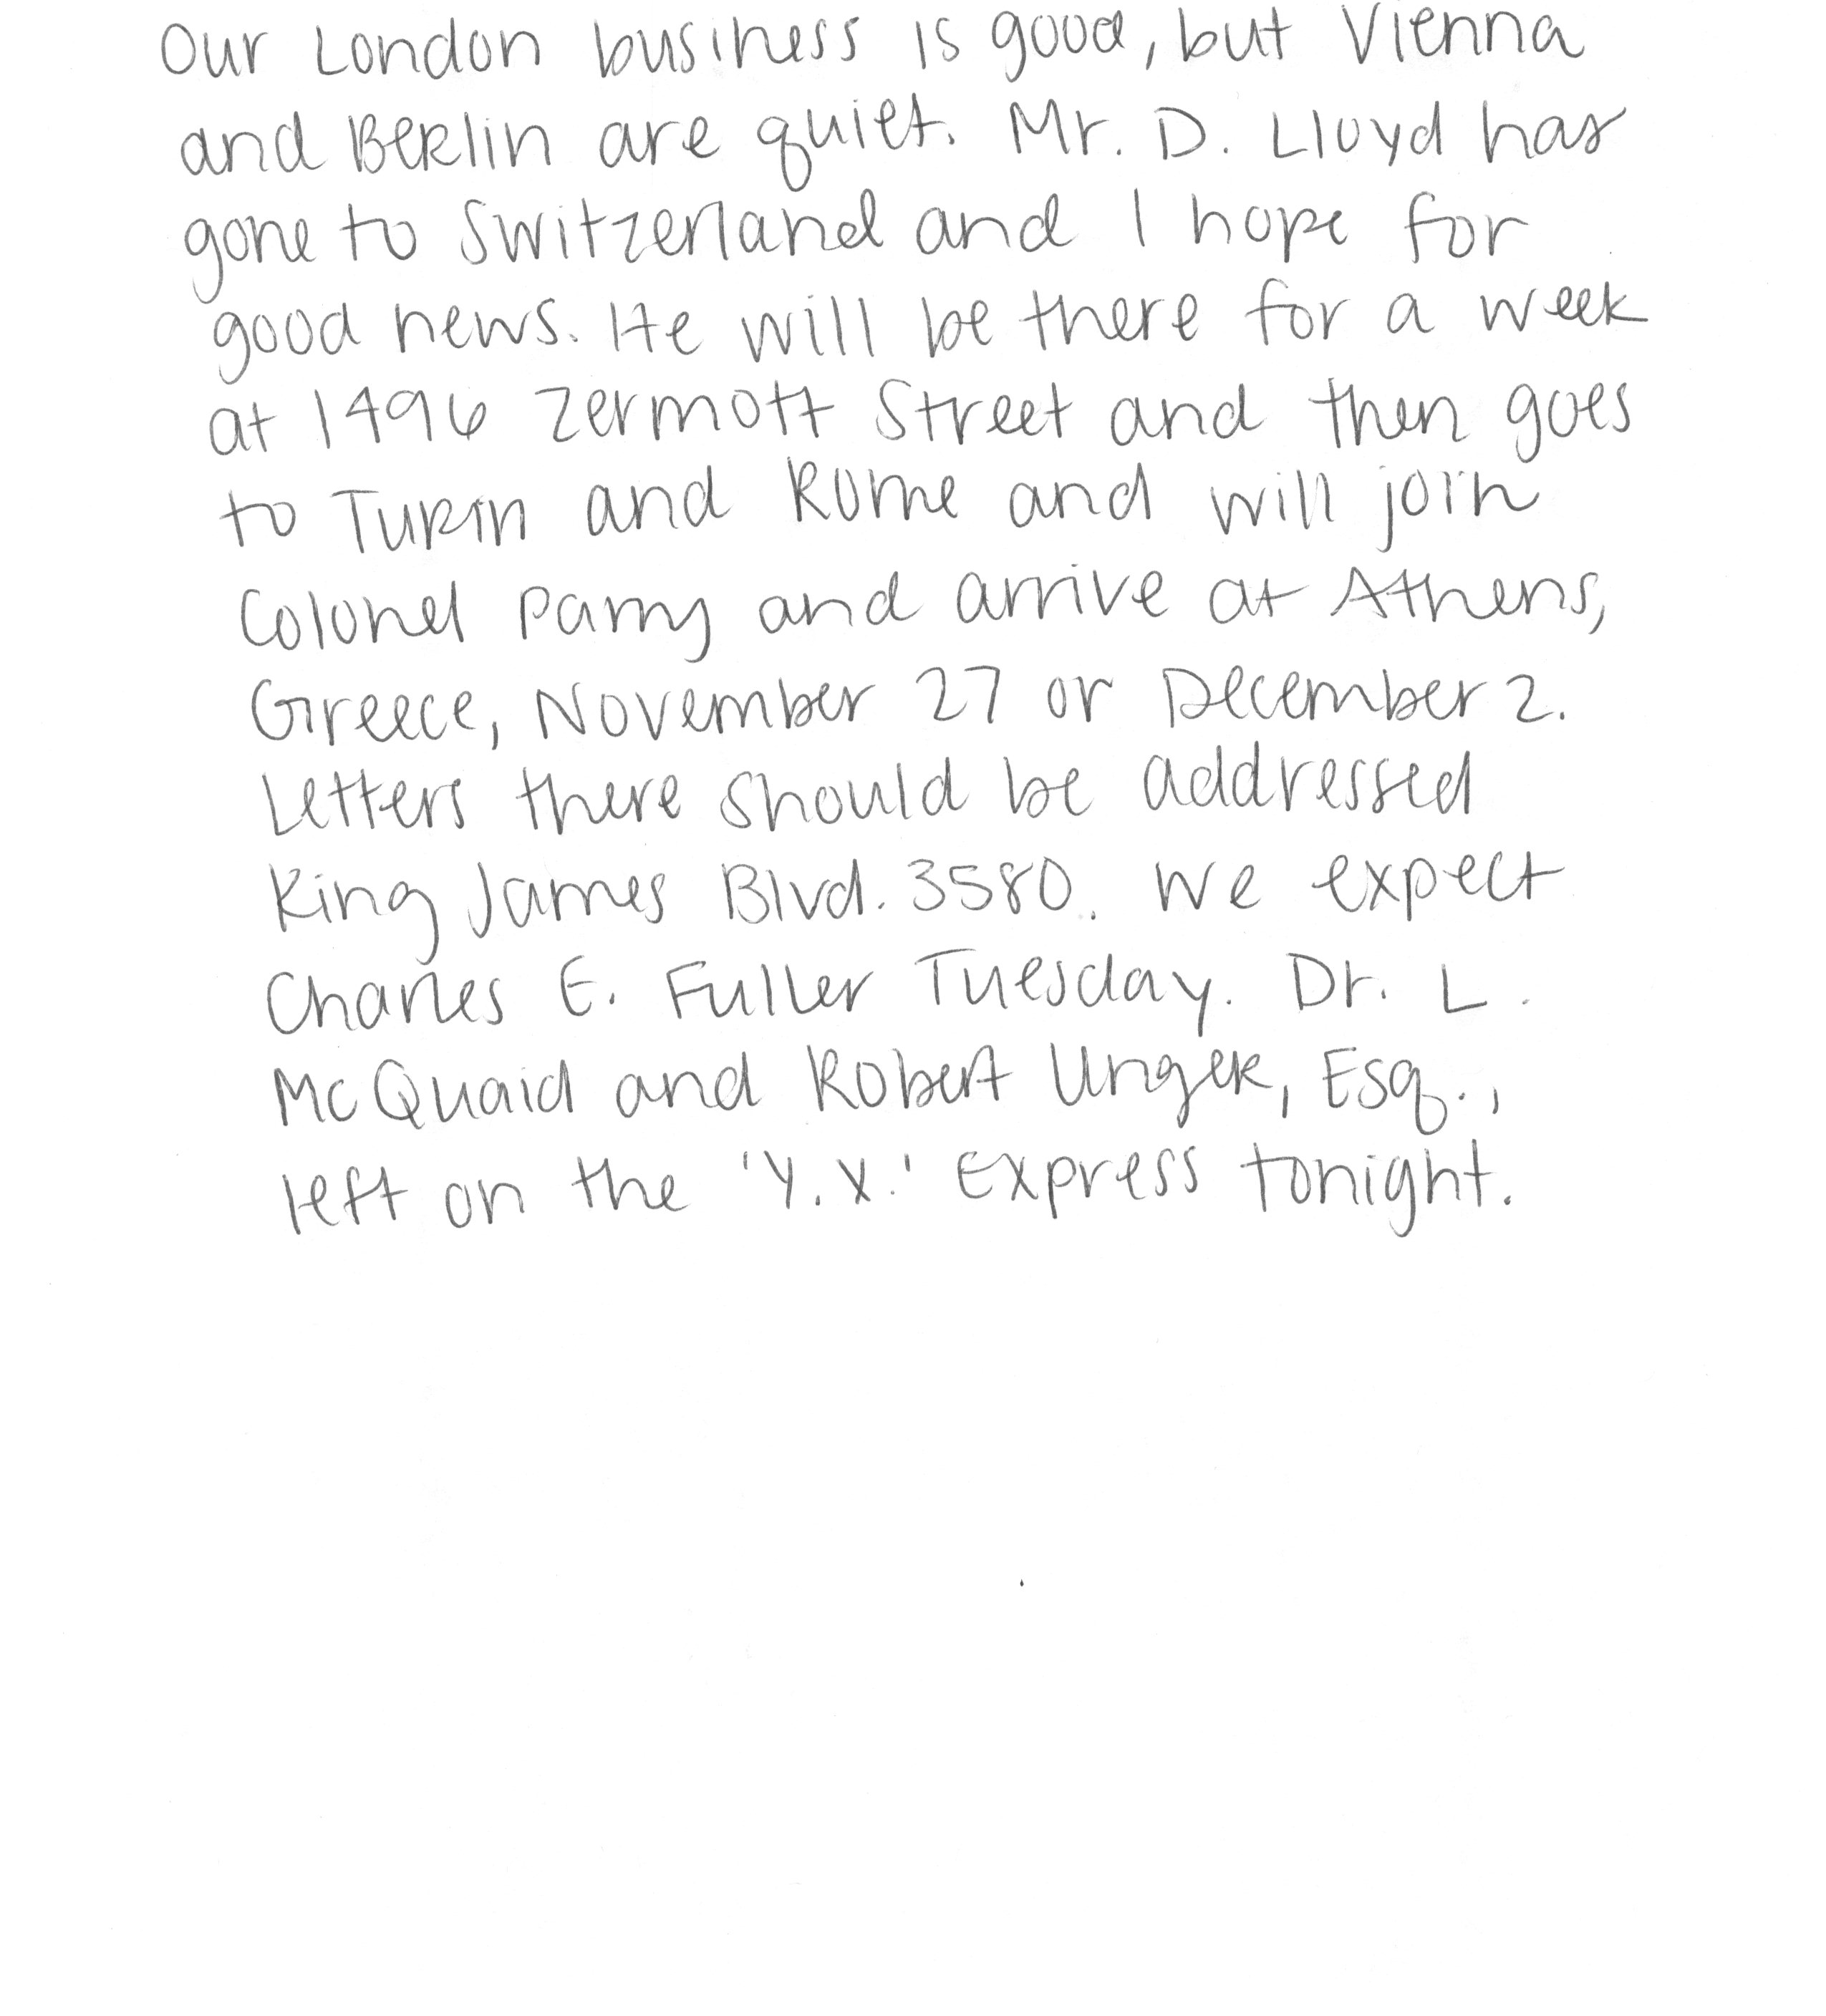 Our London business is good, but Vienna
and Berlin are quiet. Mr. D. Lloyd has
gone to Switzerland and I hope for
good news. He will be there for a week
at 1496 Zermott Street and then goes
to Turin and Rome and will join
Colonel Parry and arrive at Athens,
Greece, November 27 or December 2.
Letters there should be addressed
King James Blvd. 3580. We expect
Charles E. Fuller Tuesday. Dr. L.
McQuaid and Robert Unger, Esq.,
left on the 'Y.X.' Express tonight.